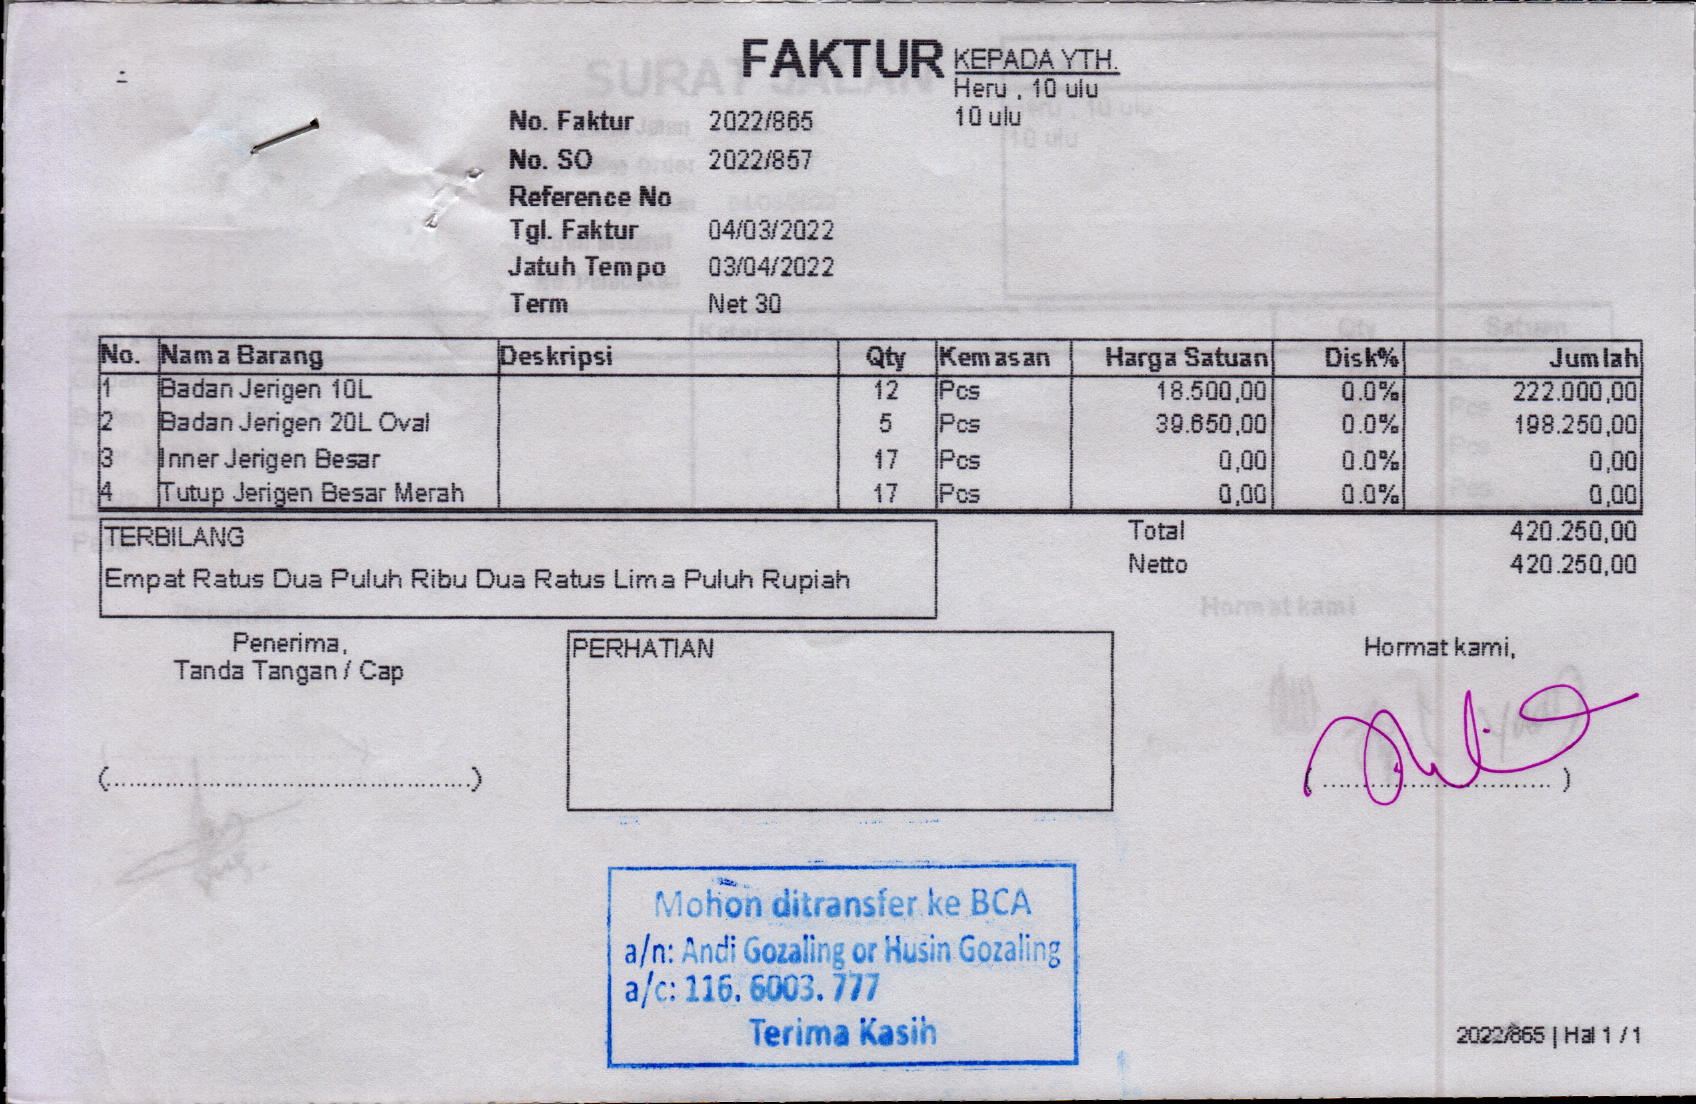 FAKTUR
KEPADA YTH.
Heru , 10 ulu
10 ulu
No. Faktur 2022/865
No. SO 2022/857
Reference No
Tgl. Faktur 04/03/2022
Jatuh Tempo 03/04/2022
Term Net 30
No. Nama Barang Deskripsi Qty Kemasan Harga Satuan Disk% Jumlah
1 Badan Jerigen 10L 12 Pcs 18.500,00 0.0% 222.000,00
2 Badan Jerigen 20L Oval 5 Pcs 39.650,00 0.0% 198.250,00
3 Inner Jerigen Besar 17 Pcs 0,00 0.0% 0,00
4 Tutup Jerigen Besar Merah 17 Pcs 0,00 0.0% 0,00
TERBILANG
Empat Ratus Dua Puluh Ribu Dua Ratus Lima Puluh Rupiah
Total 420.250,00
Netto 420.250,00
Penerima,
Tanda Tangan / Cap
PERHATIAN
Hormat kami,
(...............................................)
( .............................. )
Mohon ditransfer ke BCA
a/n: Andi Gozaling or Husin Gozaling
a/c: 116. 6003. 777
Terima Kasih
2022/865 | Hal 1 / 1